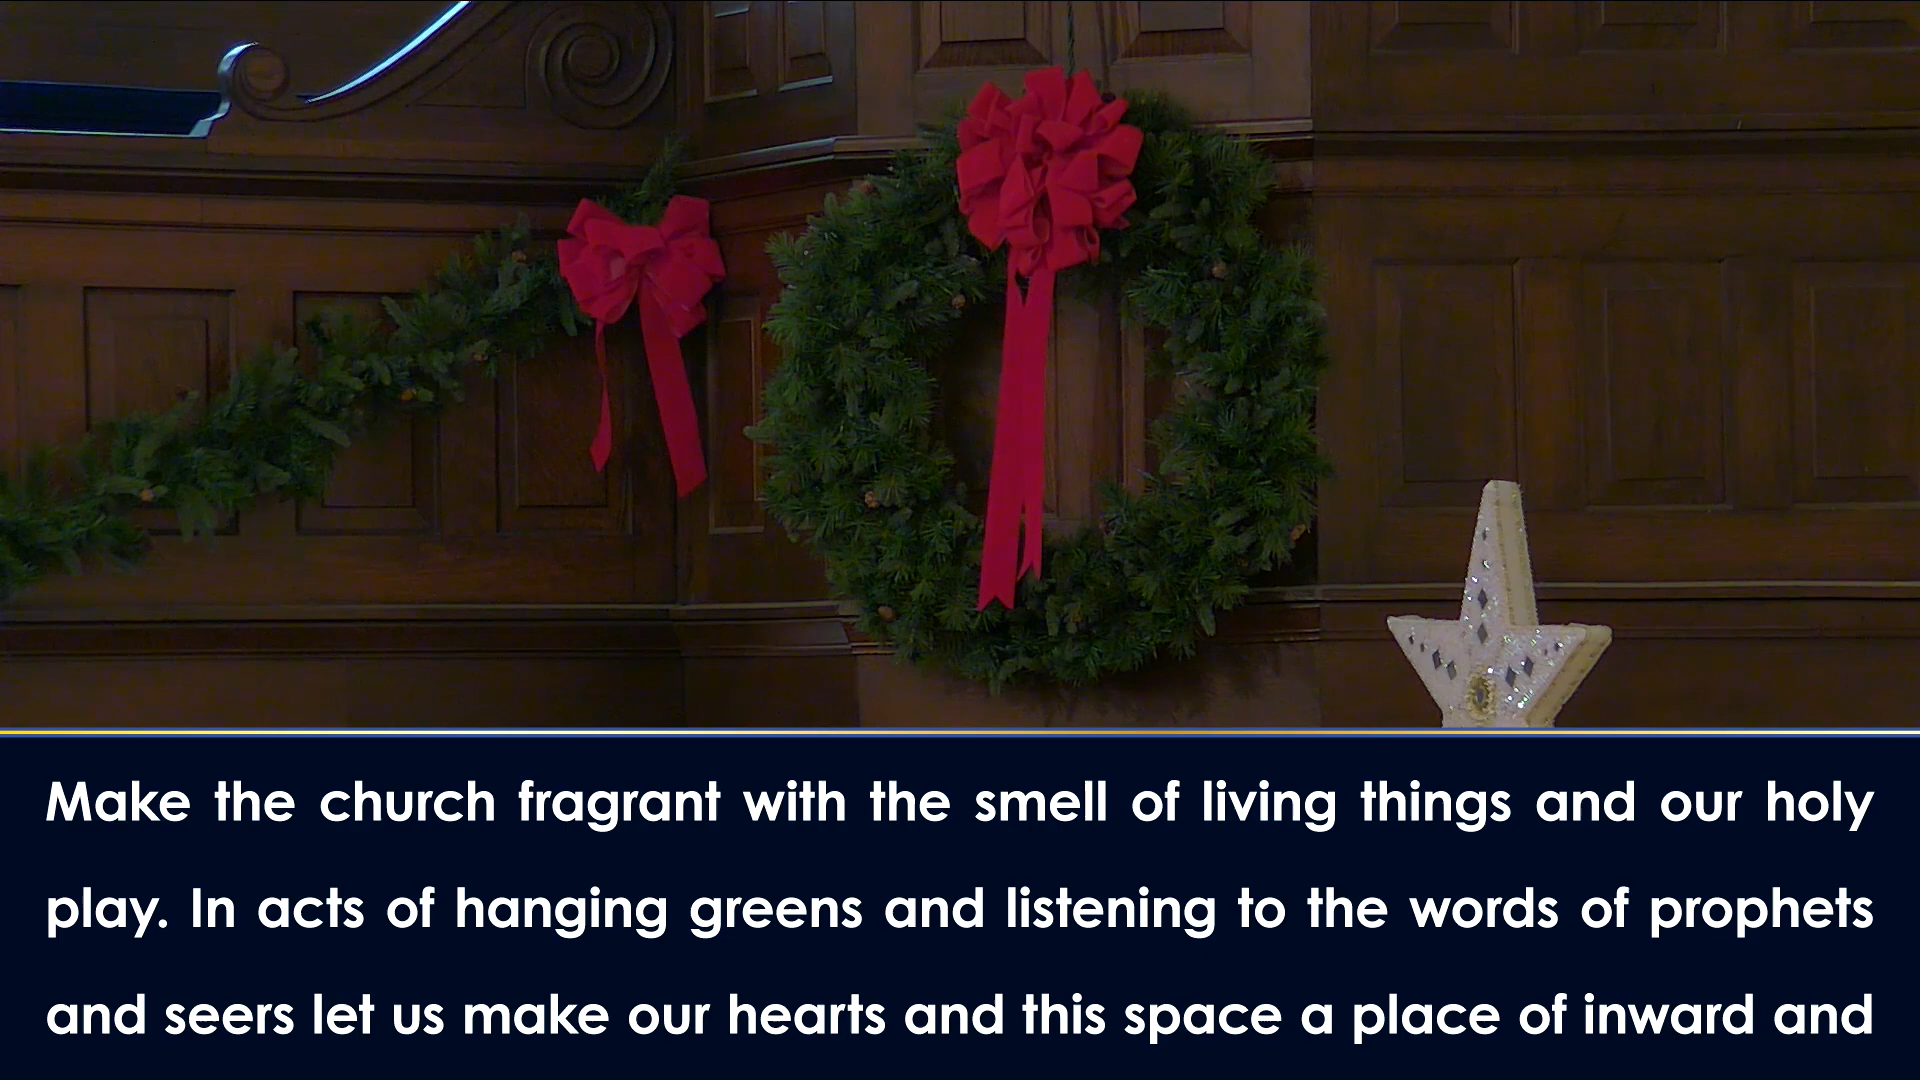 Make the church fragrant with the smell of living things and our holy
play. In acts of hanging greens and listening to the words of prophets
and seers let us make our hearts and this space a place of inward and